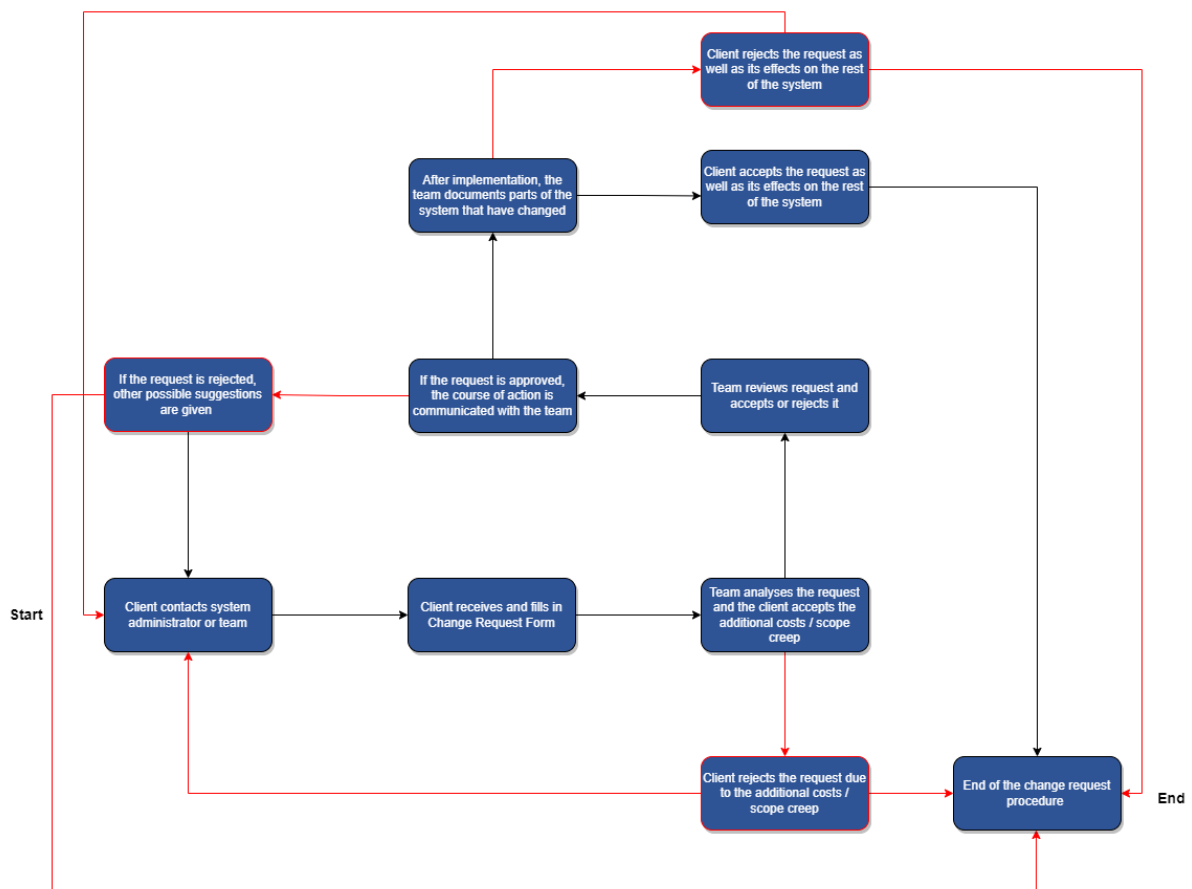 Client rejects the request as
well as its effects on the rest
of the system
After implementation, the
team documents parts of the
system that have changed
Client accepts the request as
well as its effects on the rest
of the system
If the request is rejected,
other possible suggestions
are given
If the request is approved,
the course of action is
communicated with the team
Team reviews request and
accepts or rejects it
Start
Client contacts system
administrator or team
Client receives and fills in
Change Request Form
Team analyses the request
and the client accepts the
additional costs / scope
creep
Client rejects the request due
to the additional costs /
scope creep
End of the change request
procedure
End